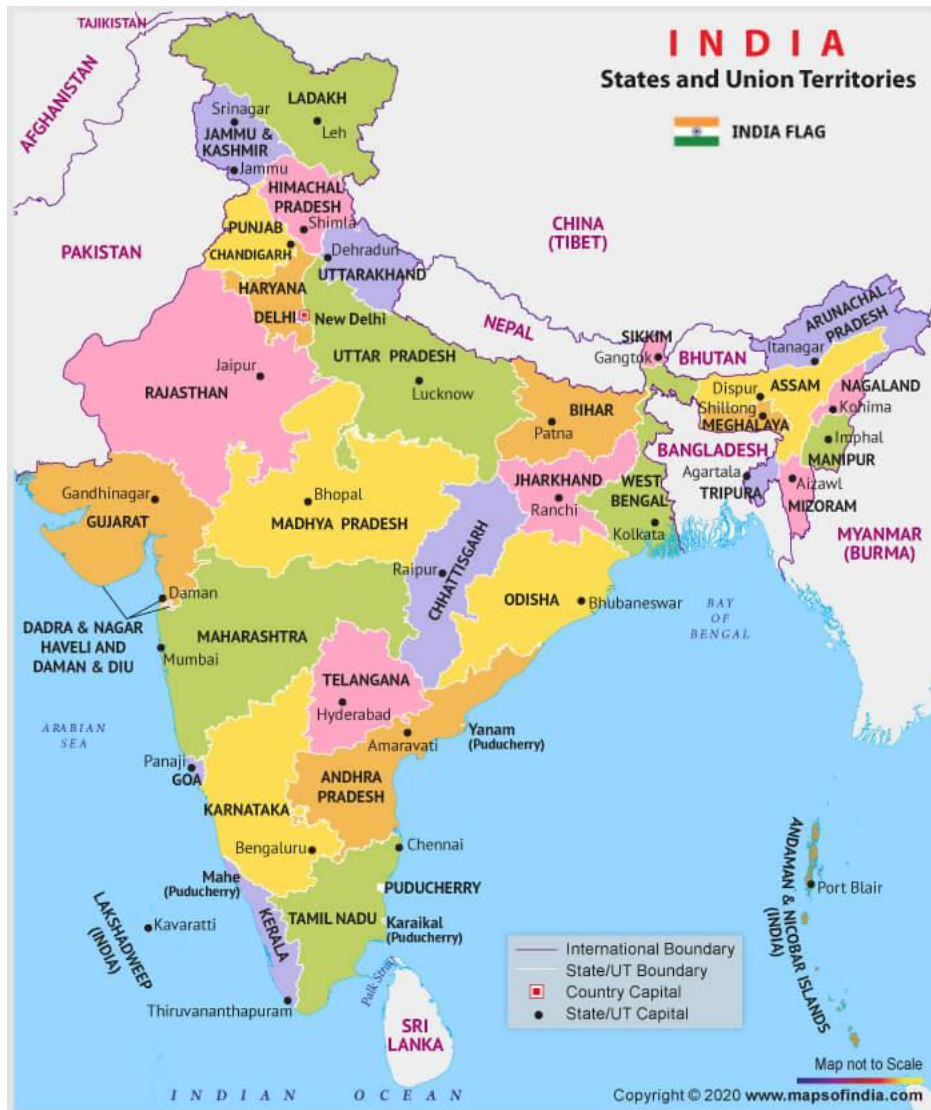 TAJIKISTAN
AFGHANISTAN
INDIA
States and Union Territories
INDIA FLAG
LADAKH
Srinagar
Leh
JAMMU &
KASHMIR
Jammu
HIMACHAL
PRADESH
Shimla
PUNJAB
CHANDIGARH
CHINA
(TIBET)
PAKISTAN
Dehradun
UTTARAKHAND
HARYANA
DELHI
New Delhi
NEPAL
SIKKIM
Gangtok
BHUTAN
ARUNACHAL
PRADESH
Itanagar
UTTAR PRADESH
Lucknow
Jaipur
RAJASTHAN
BIHAR
Patna
Dispur
ASSAM
NAGALAND
Shillong
MEGHALAYA
Kohima
Imphal
MANIPUR
BANGLADESH
Agartala
TRIPURA
Aizawl
MIZORAM
MYANMAR
(BURMA)
JHARKHAND
Ranchi
WEST
BENGAL
Kolkata
Gandhinagar
GUJARAT
Bhopal
MADHYA PRADESH
CHHATTISGARH
Raipur
ODISHA
Bhubaneswar
BAY
OF
BENGAL
Daman
DADRA & NAGAR
HAVELI AND
DAMAN & DIU
MAHARASHTRA
Mumbai
TELANGANA
Hyderabad
ARABIAN
SEA
Amaravati
Yanam
(Puducherry)
Panaji
GOA
ANDHRA
PRADESH
KARNATAKA
Bengaluru
Chennai
Mahe
(Puducherry)
PUDUCHERRY
TAMIL NADU
Karaikal
(Puducherry)
KERALA
LAKSHADWEEP
(INDIA)
Kavaratti
Thiruvananthapuram
Palk Strait
SRI
LANKA
ANDAMAN & NICOBAR ISLANDS
(INDIA)
Port Blair
International Boundary
State/UT Boundary
Country Capital
State/UT Capital
INDIAN OCEAN
Map not to Scale
Copyright © 2020 www.mapsofindia.com